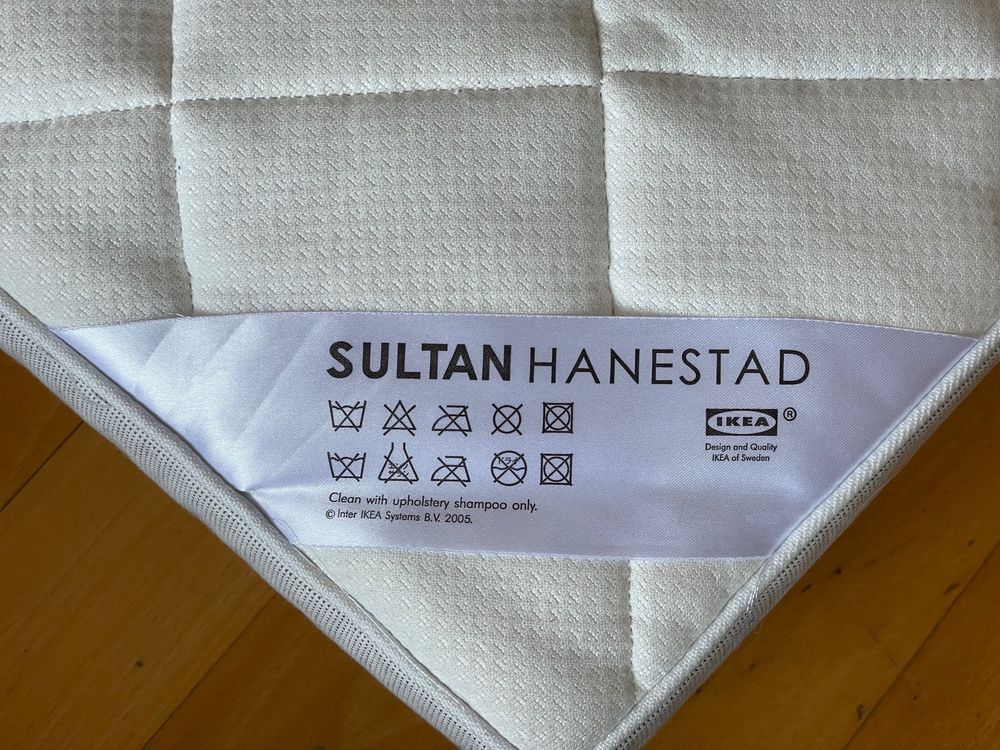 SULTAN HANESTAD
IKEA®
Design and Quality
IKEA of Sweden
Clean with upholstery shampoo only.
© Inter IKEA Systems B.V. 2005.